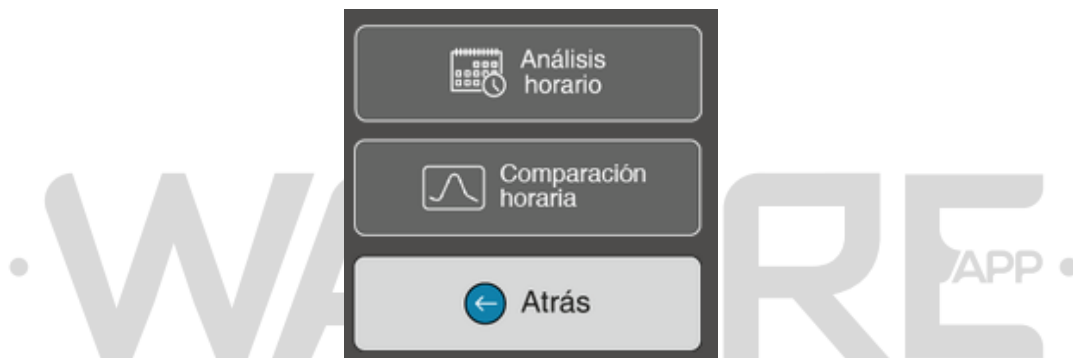 Análisis
horario
Comparación
horaria
Atrás
APP